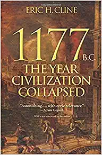 ERIC H. CLINE
1177 B.C.
THE YEAR
CIVILIZATION
COLLAPSED